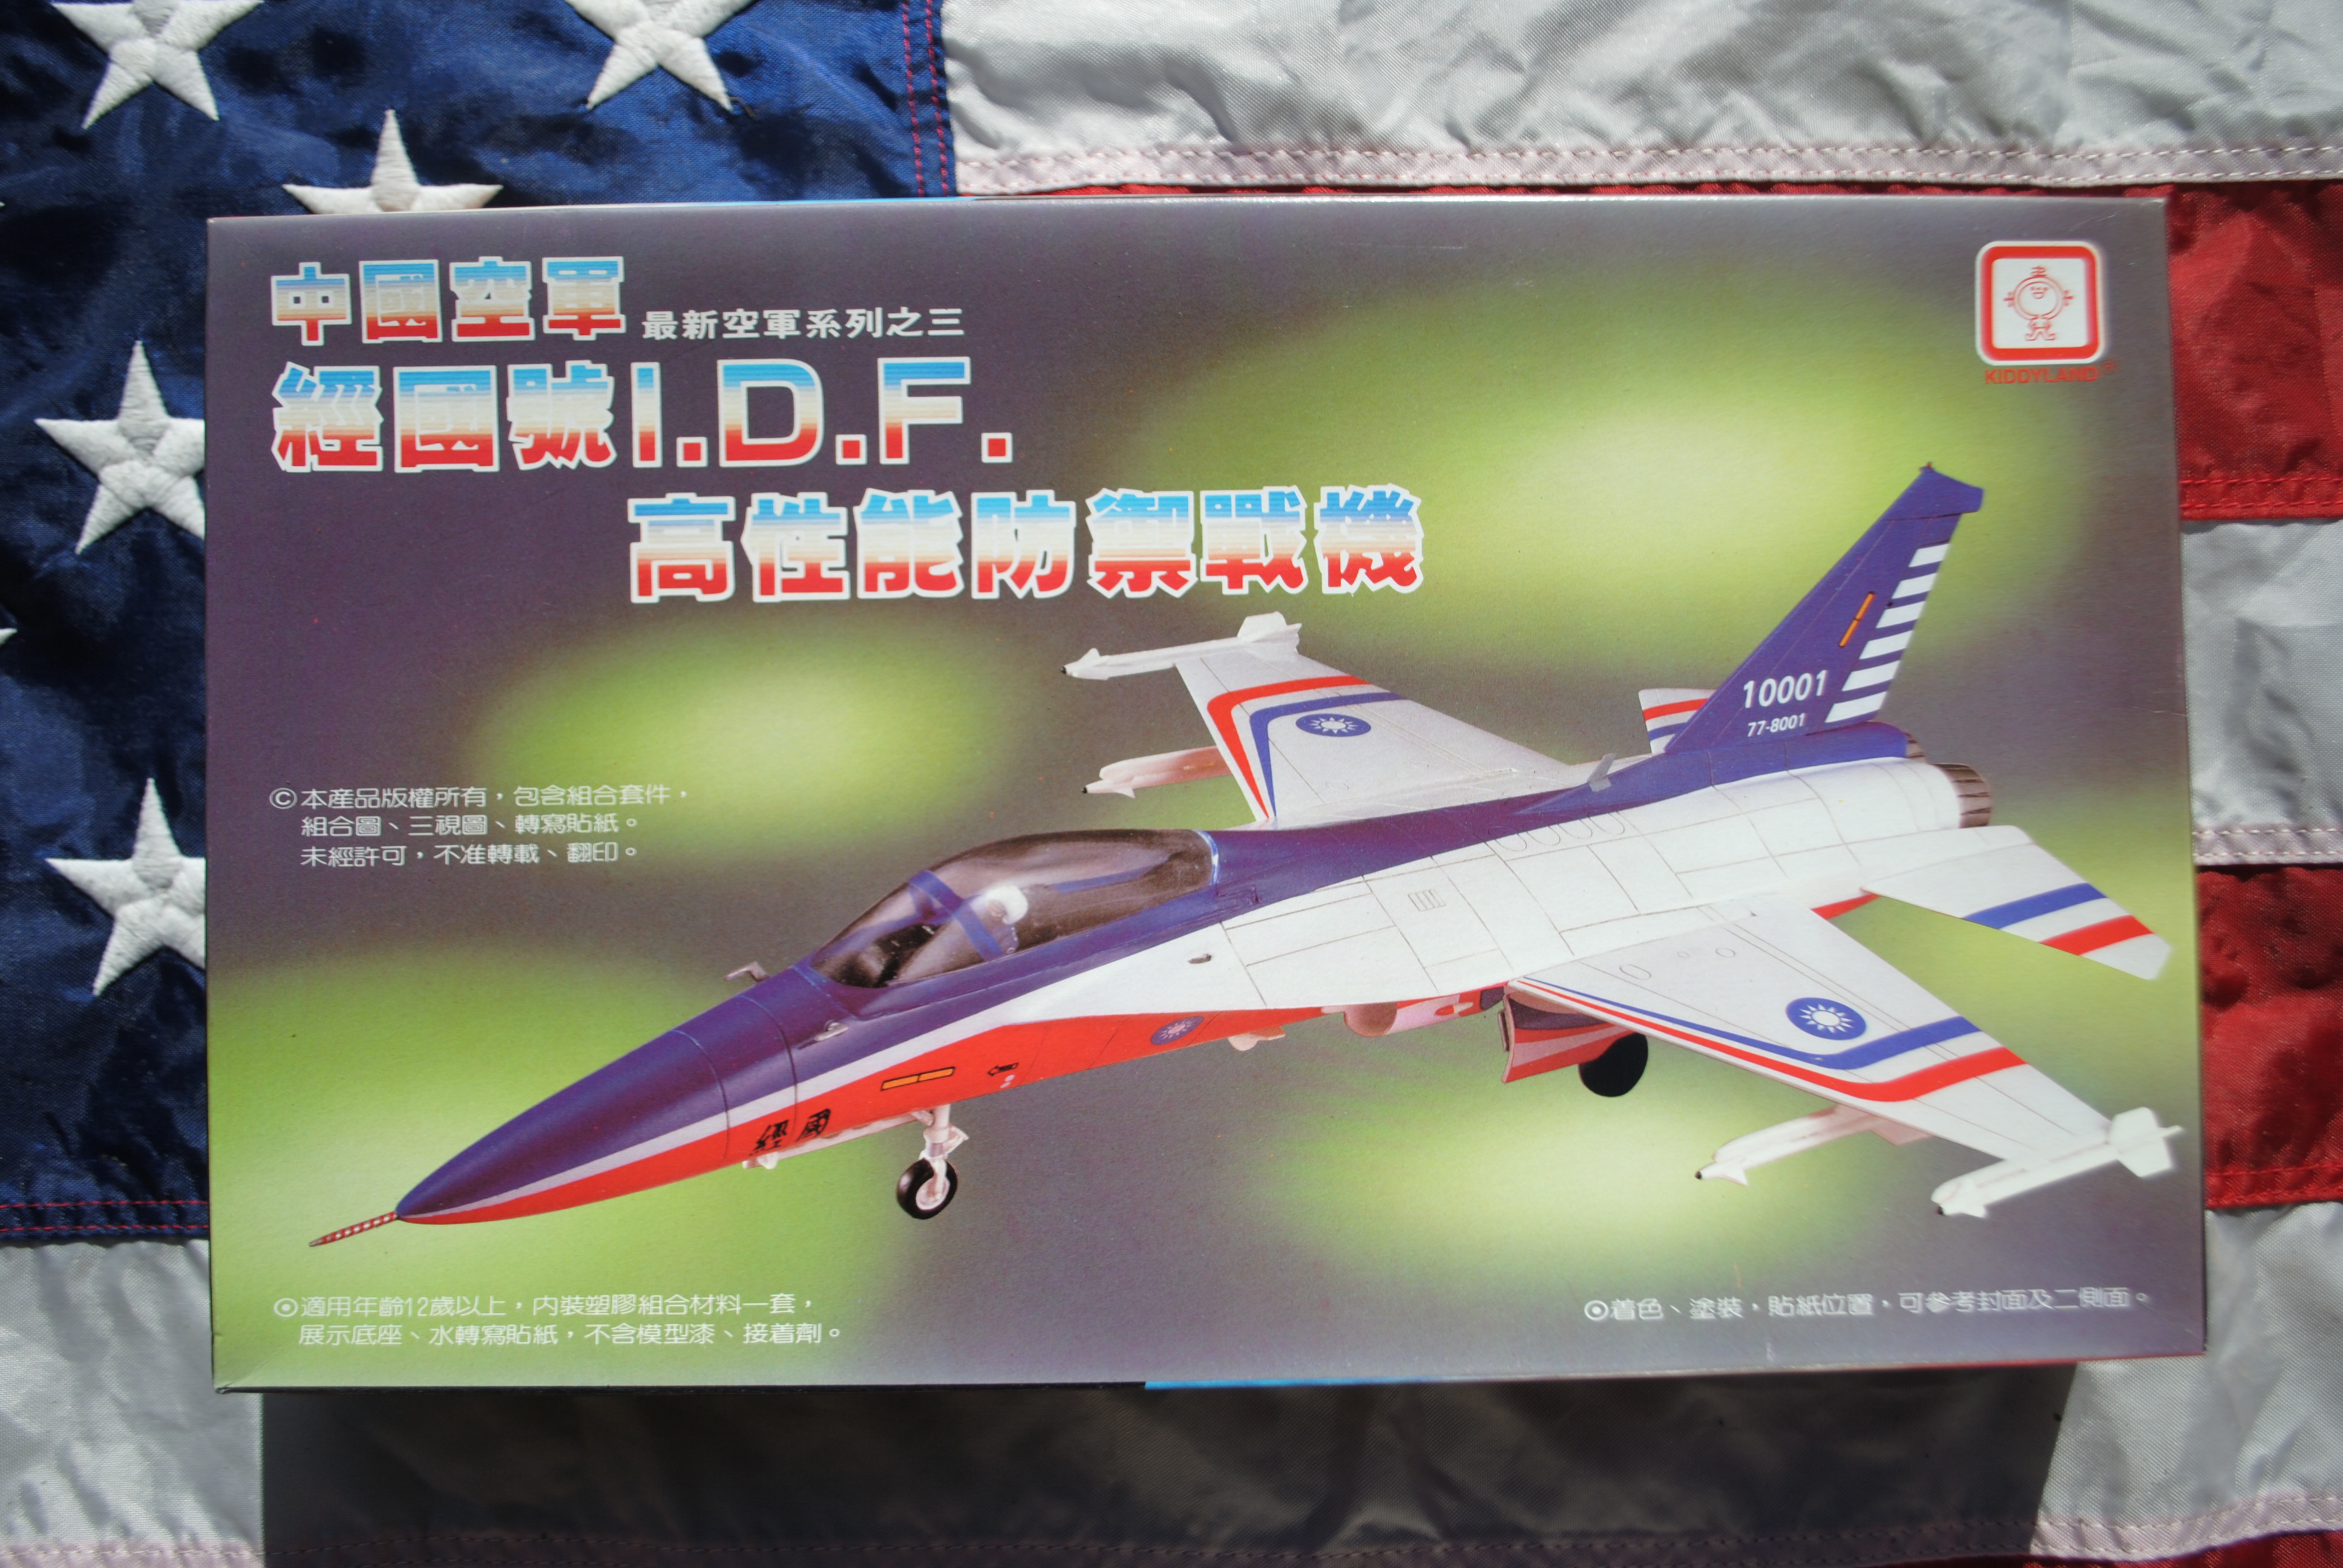 中國空軍 最新空軍系列之三
經國號I.D.F.
高性能防禦戰機
KIDDYLAND
10001
77-8001
©本產品版權所有，包含組合套件，
組合圖、三視圖、轉寫貼紙。
未經許可，不准轉載、翻印。
經國
⊙適用年齡12歲以上，內裝塑膠組合材料一套，
展示底座、水轉寫貼紙，不含模型漆、接着劑。
⊙着色、塗裝，貼紙位置，可參考封面及二側面。